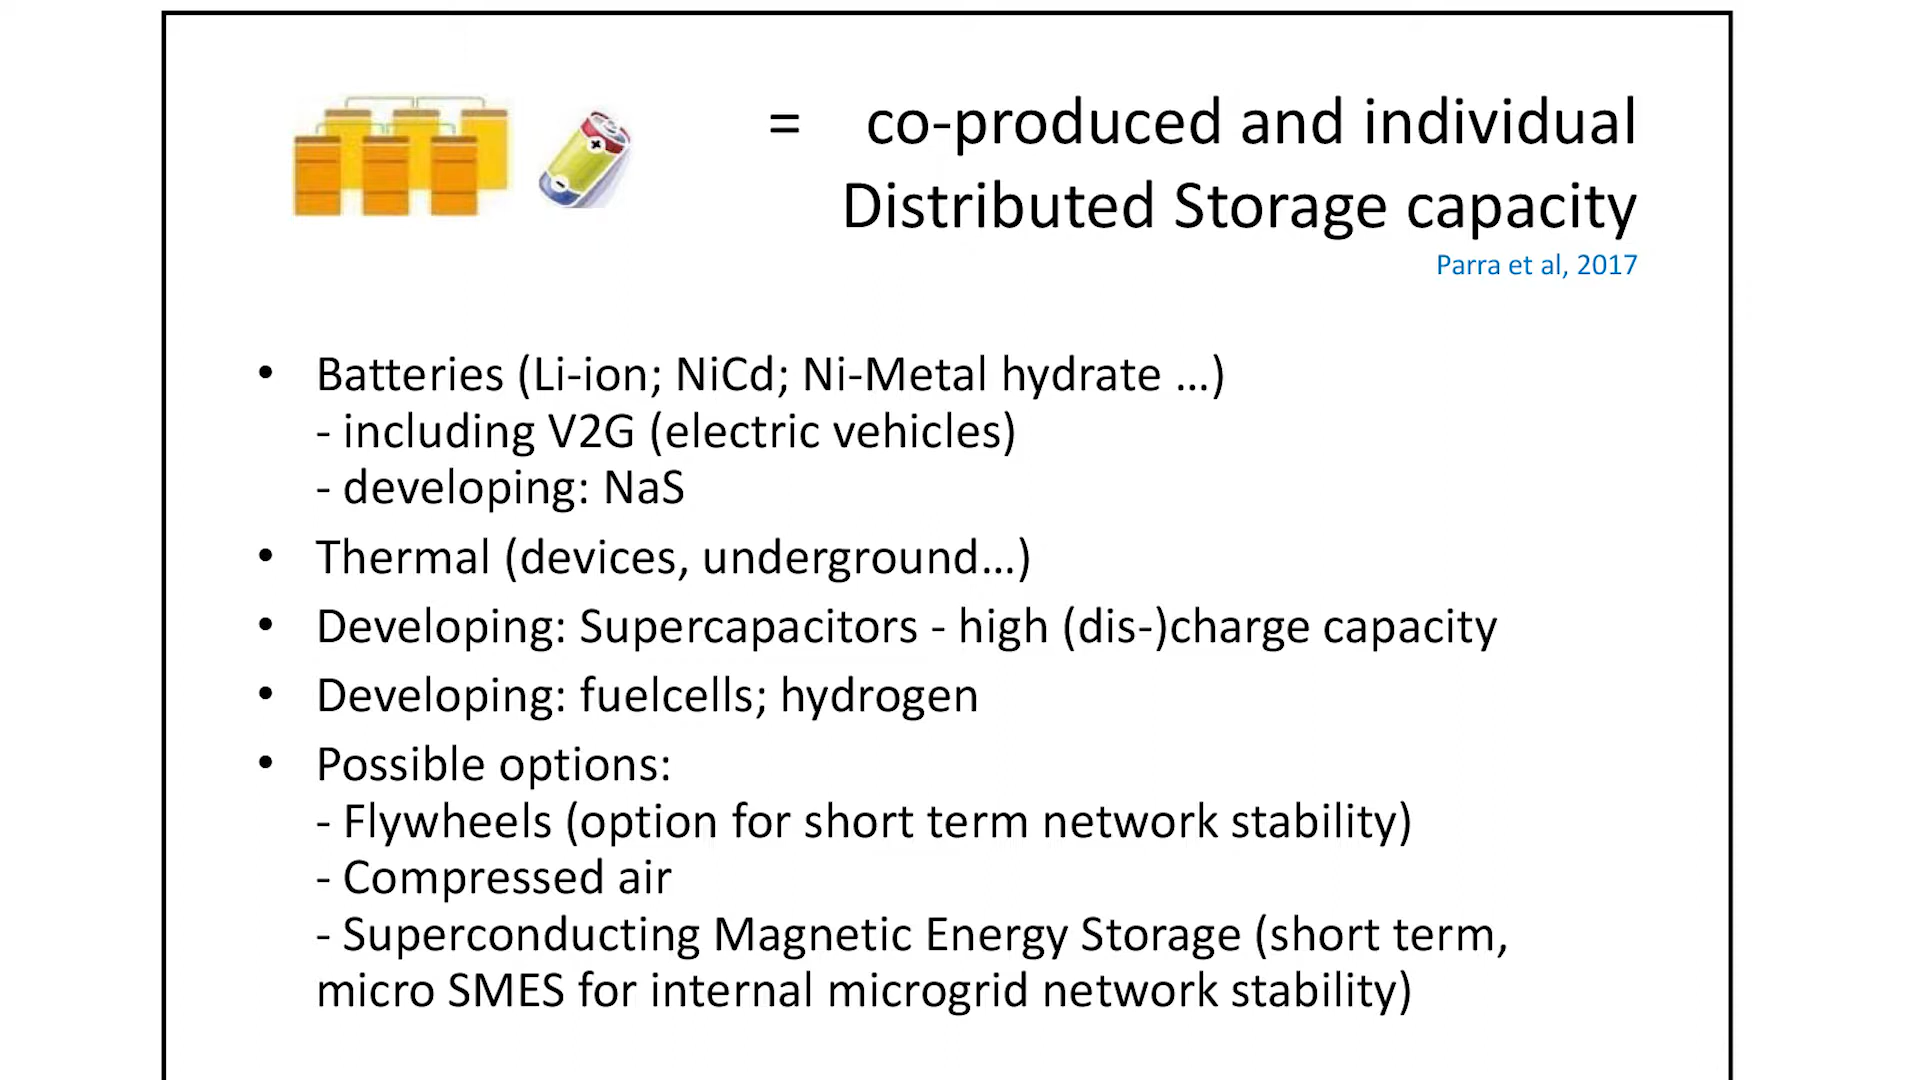 = co-produced and individual
Distributed Storage capacity
Parra et al, 2017
• Batteries (Li-ion; NiCd; Ni-Metal hydrate ...)
- including V2G (electric vehicles)
- developing: NaS
• Thermal (devices, underground...)
• Developing: Supercapacitors - high (dis-)charge capacity
• Developing: fuelcells; hydrogen
• Possible options:
- Flywheels (option for short term network stability)
- Compressed air
- Superconducting Magnetic Energy Storage (short term,
micro SMES for internal microgrid network stability)